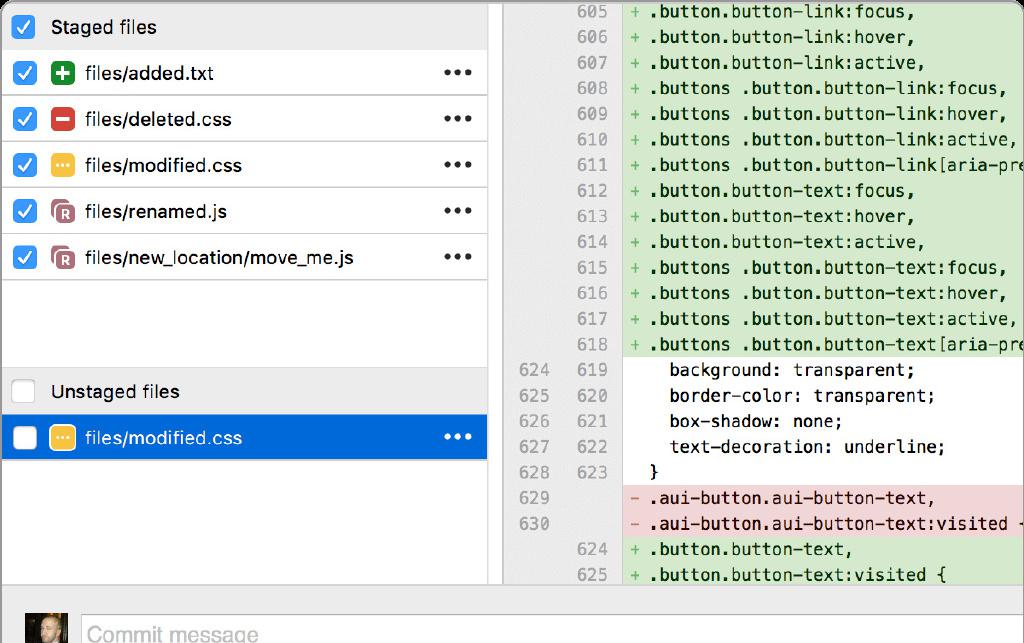 Staged files
files/added.txt
files/deleted.css
files/modified.css
R files/renamed.js
R files/new_location/move_me.js
Unstaged files
files/modified.css
605 + .button.button-link:focus,
606 + .button.button-link:hover,
607 + .button.button-link:active,
608 + .buttons .button.button-link:focus,
609 + .buttons .button.button-link:hover,
610 + .buttons .button.button-link:active,
611 + .buttons .button.button-link[aria-pre
612 + .button.button-text:focus,
613 + .button.button-text:hover,
614 + .button.button-text:active,
615 + .buttons .button.button-text:focus,
616 + .buttons .button.button-text:hover,
617 + .buttons .button.button-text:active,
618 + .buttons .button.button-text[aria-pre
624 619 background: transparent;
625 620 border-color: transparent;
626 621 box-shadow: none;
627 622 text-decoration: underline;
628 623 }
629 - .aui-button.aui-button-text,
630 - .aui-button.aui-button-text:visited {
624 + .button.button-text,
625 + .button.button-text:visited {
Commit message